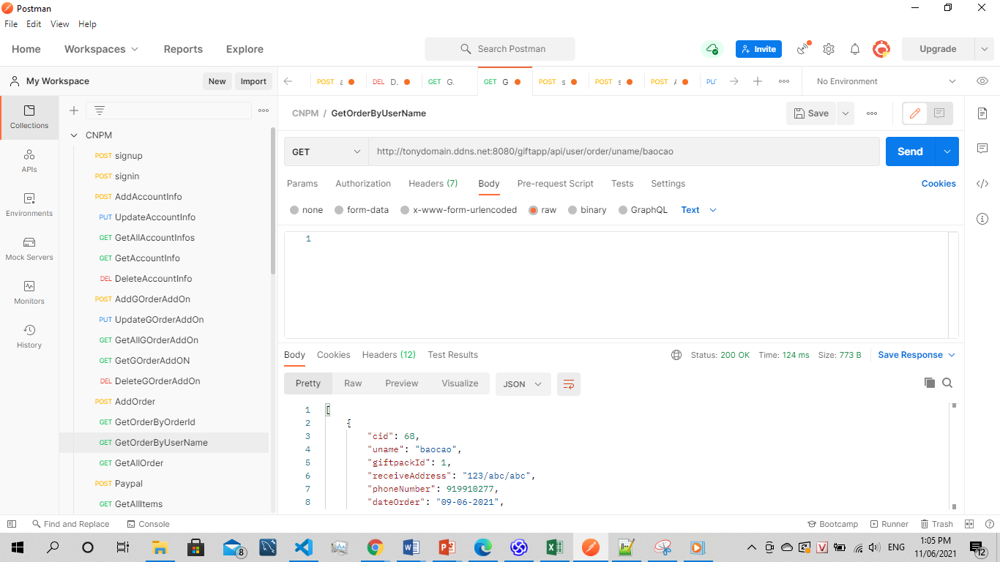 Postman
File Edit View Help
Home Workspaces Reports Explore Search Postman Invite Upgrade
My Workspace New Import
POST DEL D. GET G. GET G POST s POST s POST No Environment
Collections
APIs
Environments
Mock Servers
Monitors
History
CNPM
POST signup
POST signin
POST AddAccountInfo
PUT UpdateAccountInfo
GET GetAllAccountInfos
GET GetAccountInfo
DEL DeleteAccountInfo
POST AddGOrderAddOn
PUT UpdateGOrderAddOn
GET GetAllGOrderAddOn
GET GetGOrderAddON
DEL DeleteGOrderAddOn
POST AddOrder
GET GetOrderByOrderId
GET GetOrderByUserName
GET GetAllOrder
POST Paypal
GET GetAllItems
CNPM / GetOrderByUserName Save
GET http://tonydomain.ddns.net:8080/giftapp/api/user/order/uname/baocao Send
Params Authorization Headers (7) Body Pre-request Script Tests Settings Cookies
none form-data x-www-form-urlencoded raw binary GraphQL Text
1
Body Cookies Headers (12) Test Results Status: 200 OK Time: 124 ms Size: 773 B Save Response
Pretty Raw Preview Visualize JSON
1 [
2 {
3 "cid": 68,
4 "uname": "baocao",
5 "giftpackId": 1,
6 "receiveAddress": "123/abc/abc",
7 "phoneNumber": 919910277,
8 "dateOrder": "09-06-2021",
Find and Replace Console Bootcamp Runner Trash
8 ENG 1:05 PM
11/06/2021 12